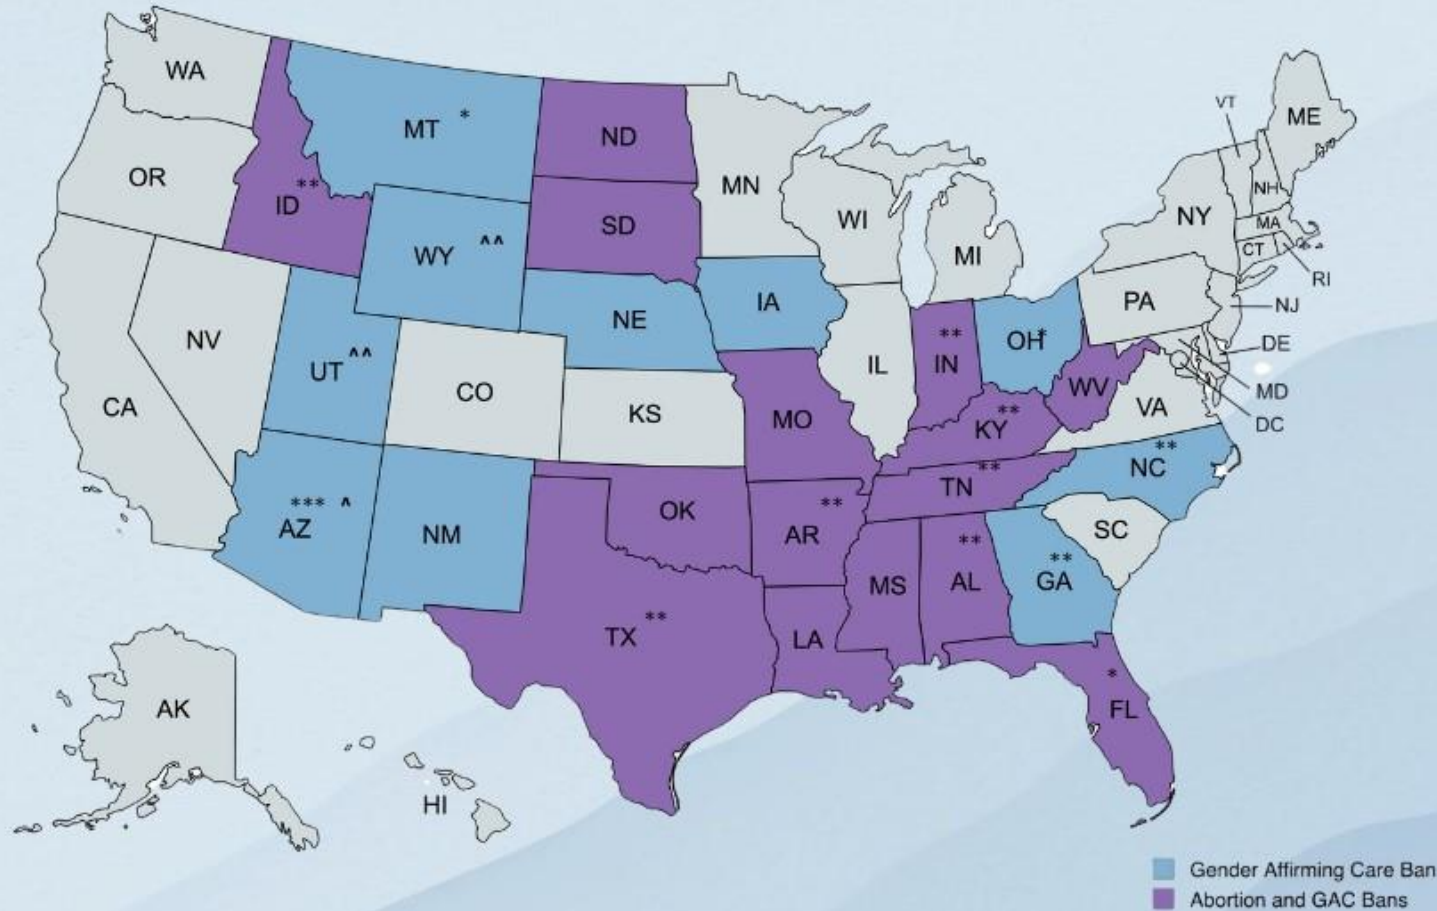 WA
MT *
ND
MN
VT
ME
OR
ID **
SD
WI
NY
NH
MA
WY ^^
MI
CT
RI
NE
IA
PA
NJ
NV
UT ^^
IL
IN **
OH*
DE
CA
CO
KS
MO
WV
VA
MD
DC
KY **
NC **
TN **
AZ *** ^
NM
OK
AR **
SC
MS
AL **
GA **
TX **
LA
FL *
AK
HI
Gender Affirming Care Ban
Abortion and GAC Bans